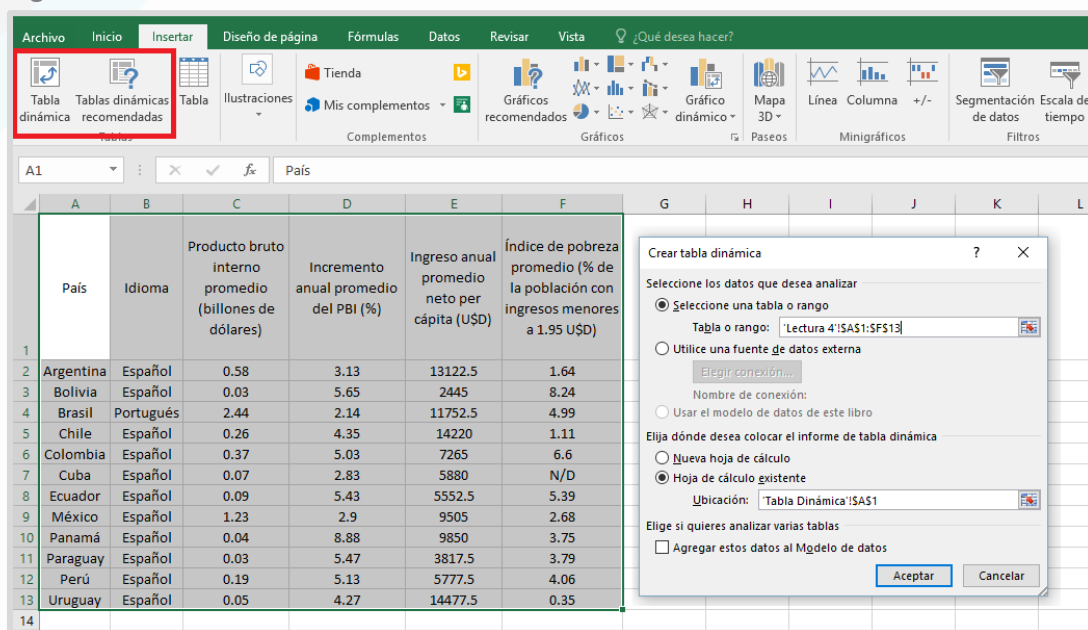 Archivo Inicio Insertar Diseño de página Fórmulas Datos Revisar Vista ¿Qué desea hacer?
Tabla dinámica
Tablas dinámicas recomendadas
Tabla
Tablas
Ilustraciones
Tienda
Mis complementos
Complementos
Gráficos recomendados
Gráfico dinámico
Gráficos
Mapa 3D
Paseos
Línea Columna +/-
Minigráficos
Segmentación de datos
Escala de tiempo
Filtros
A1 fx País
A B C D E F G H I J K L
1 País Idioma Producto bruto interno promedio (billones de dólares) Incremento anual promedio del PBI (%) Ingreso anual promedio neto per cápita (U$D) Índice de pobreza promedio (% de la población con ingresos menores a 1.95 U$D)
2 Argentina Español 0.58 3.13 13122.5 1.64
3 Bolivia Español 0.03 5.65 2445 8.24
4 Brasil Portugués 2.44 2.14 11752.5 4.99
5 Chile Español 0.26 4.35 14220 1.11
6 Colombia Español 0.37 5.03 7265 6.6
7 Cuba Español 0.07 2.83 5880 N/D
8 Ecuador Español 0.09 5.43 5552.5 5.39
9 México Español 1.23 2.9 9505 2.68
10 Panamá Español 0.04 8.88 9850 3.75
11 Paraguay Español 0.03 5.47 3817.5 3.79
12 Perú Español 0.19 5.13 5777.5 4.06
13 Uruguay Español 0.05 4.27 14477.5 0.35
14
Crear tabla dinámica ? ×
Seleccione los datos que desea analizar
Seleccione una tabla o rango
Tabla o rango: 'Lectura 4'!$A$1:$F$13
Utilice una fuente de datos externa
Elegir conexión...
Nombre de conexión:
Usar el modelo de datos de este libro
Elija dónde desea colocar el informe de tabla dinámica
Nueva hoja de cálculo
Hoja de cálculo existente
Ubicación: 'Tabla Dinámica'!$A$1
Elige si quieres analizar varias tablas
Agregar estos datos al Modelo de datos
Aceptar Cancelar